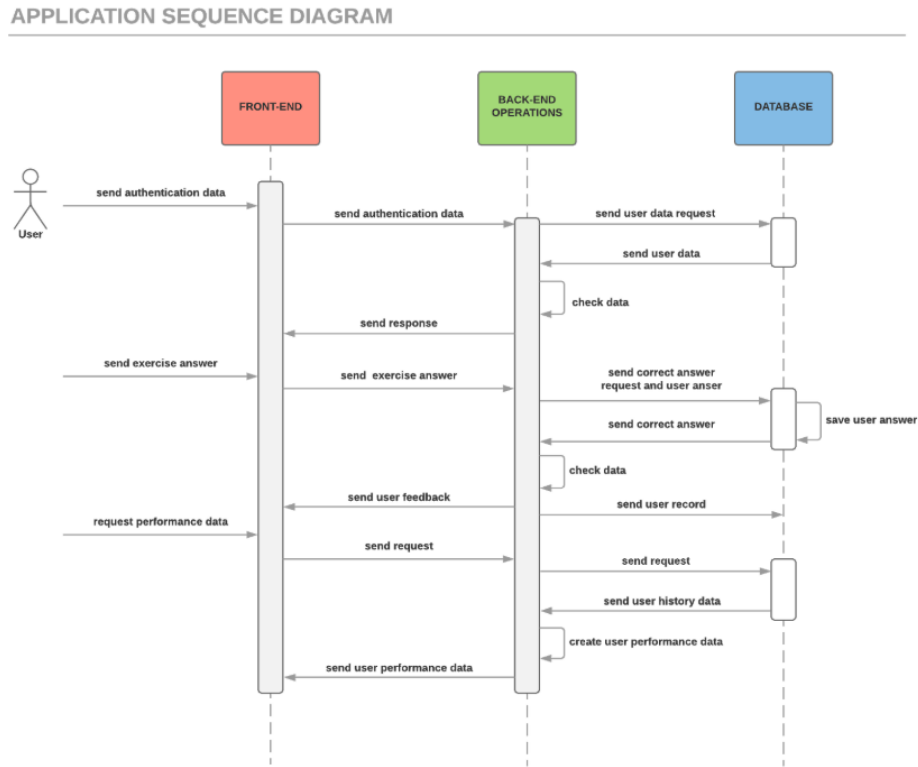 APPLICATION SEQUENCE DIAGRAM
FRONT-END
BACK-END
OPERATIONS
DATABASE
User
send authentication data
send authentication data
send user data request
send user data
check data
send response
send exercise answer
send exercise answer
send correct answer
request and user anser
save user answer
send correct answer
check data
send user feedback
send user record
request performance data
send request
send request
send user history data
create user performance data
send user performance data